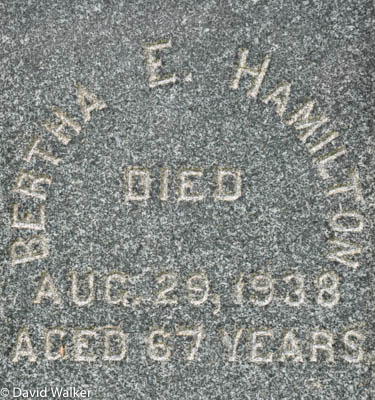 BERTHA E. HAMILTON
DIED
AUG. 29, 1938
AGED 67 YEARS.
© David Walker